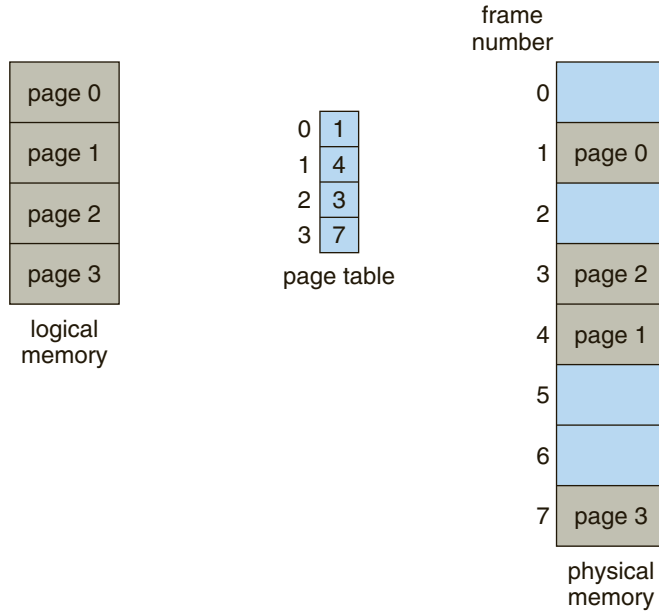 page 0
page 1
page 2
page 3
logical
memory
0 1
1 4
2 3
3 7
page table
frame
number
0
1 page 0
2
3 page 2
4 page 1
5
6
7 page 3
physical
memory